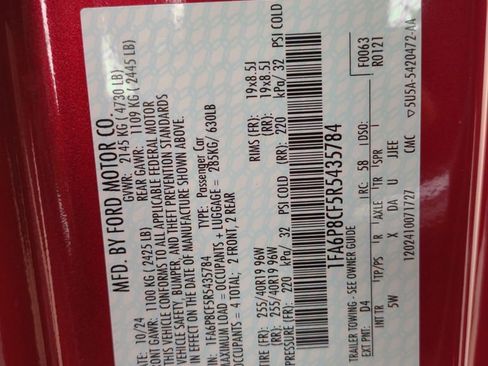 MFD. BY FORD MOTOR CO.
DATE: 10/24 GVWR: 2145 KG ( 4730 LB)
FRONT GAWR: 1100 KG (2425 LB) REAR GAWR: 1109 KG (2445 LB)
THIS VEHICLE CONFORMS TO ALL APPLICABLE FEDERAL MOTOR
VEHICLE SAFETY, BUMPER, AND THEFT PREVENTION STANDARDS
IN EFFECT ON THE DATE OF MANUFACTURE SHOWN ABOVE.
VIN: 1FA6P8CF5R5435784 TYPE: Passenger Car
MAXIMUM LOAD = OCCUPANTS + LUGGAGE = 285KG/ 630LB
OCCUPANTS = 4 TOTAL; 2 FRONT, 2 REAR
TIRE (FR): 255/40R19 96W RIMS (FR): 19x8.5J
(RR): 255/40R19 96W (RR): 19x8.5J
PRESSURE (FR): 220 kPa/ 32 PSI COLD (RR): 220 kPa/ 32 PSI COLD
1FA6P8CF5R5435784
F0063
R0121
TRAILER TOWING - SEE OWNER GUIDE
EXT PNT: D4 RC: 58 DSO:
INT TR TP/PS R AXLE TR SPR
5W X DA U JJEE
12024100717127 5U5A-5420472-AA